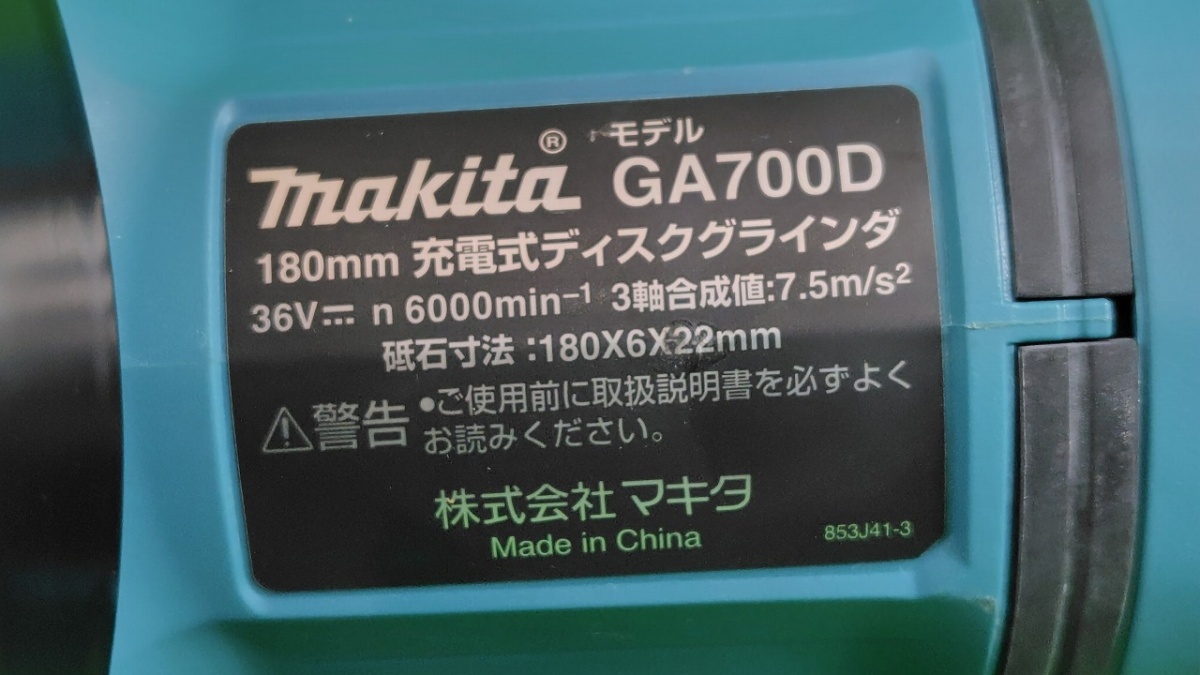 makita® モデル GA700D
180mm 充電式ディスクグラインダ
36V⎓ n 6000min⁻¹ 3軸合成値:7.5m/s²
砥石寸法:180X6X22mm
⚠警告 •ご使用前に取扱説明書を必ずよく
お読みください。
株式会社マキタ
Made in China 853J41-3